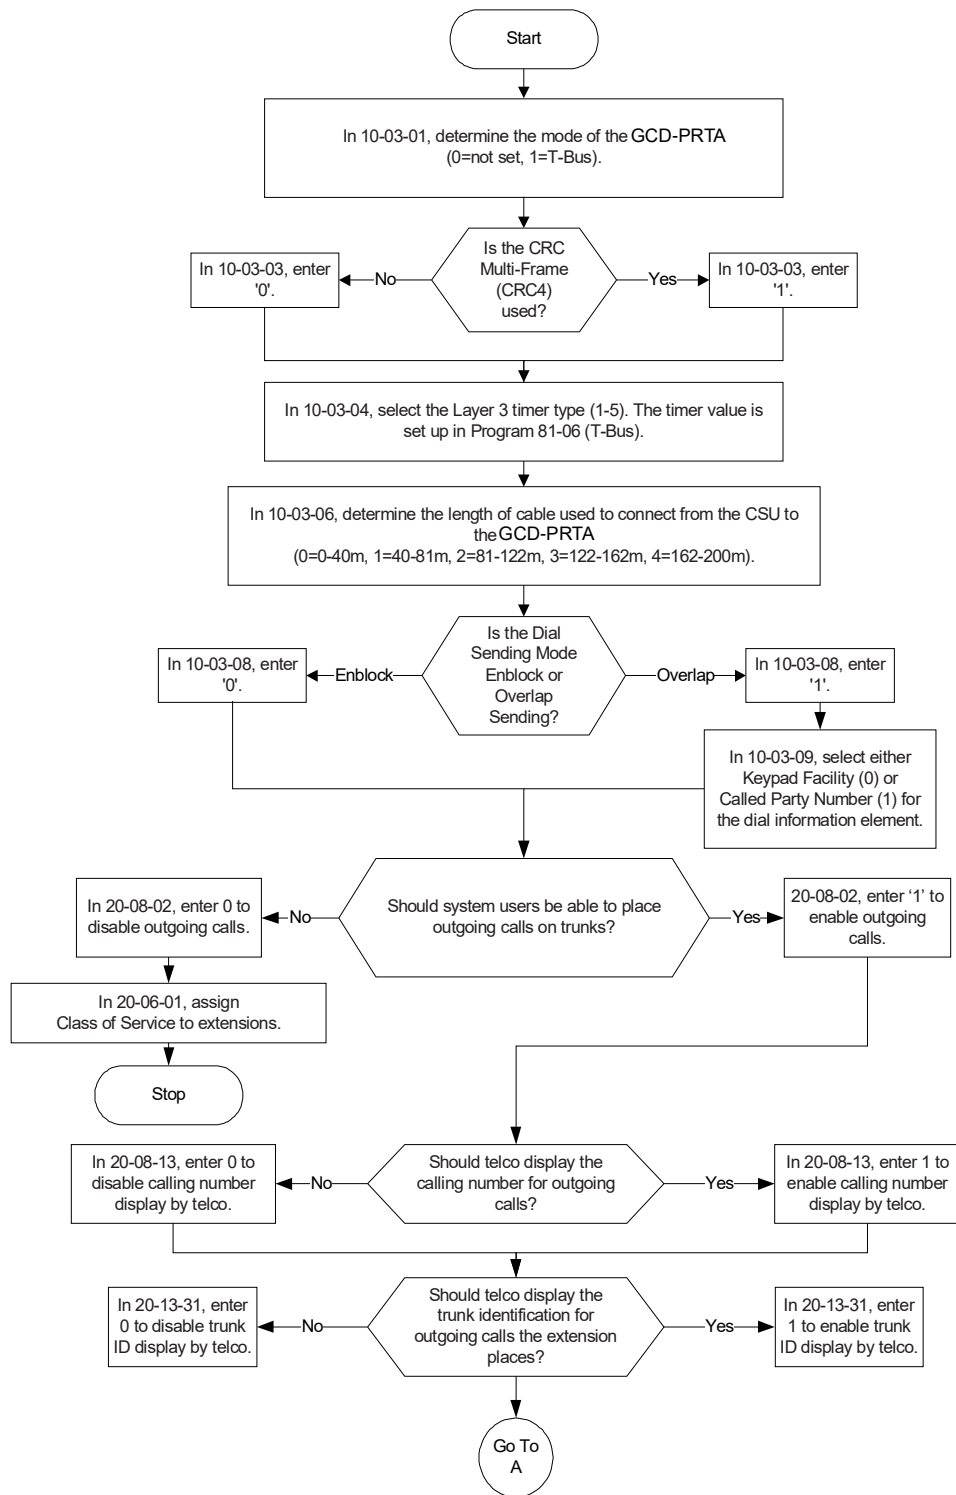 Start
In 10-03-01, determine the mode of the GCD-PRTA
(0=not set, 1=T-Bus).
Is the CRC
Multi-Frame
(CRC4)
used?
No
Yes
In 10-03-03, enter
'0'.
In 10-03-03, enter
'1'.
In 10-03-04, select the Layer 3 timer type (1-5). The timer value is
set up in Program 81-06 (T-Bus).
In 10-03-06, determine the length of cable used to connect from the CSU to
the GCD-PRTA
(0=0-40m, 1=40-81m, 2=81-122m, 3=122-162m, 4=162-200m).
Is the Dial
Sending Mode
Enblock or
Overlap
Sending?
Enblock
Overlap
In 10-03-08, enter
'0'.
In 10-03-08, enter
'1'.
In 10-03-09, select either
Keypad Facility (0) or
Called Party Number (1) for
the dial information element.
Should system users be able to place
outgoing calls on trunks?
No
Yes
In 20-08-02, enter 0 to
disable outgoing calls.
20-08-02, enter ‘1’ to
enable outgoing
calls.
In 20-06-01, assign
Class of Service to extensions.
Stop
Should telco display the
calling number for outgoing
calls?
No
Yes
In 20-08-13, enter 0 to
disable calling number
display by telco.
In 20-08-13, enter 1 to
enable calling number
display by telco.
Should telco display the
trunk identification for
outgoing calls the extension
places?
No
Yes
In 20-13-31, enter
0 to disable trunk
ID display by telco.
In 20-13-31, enter
1 to enable trunk
ID display by telco.
Go To
A